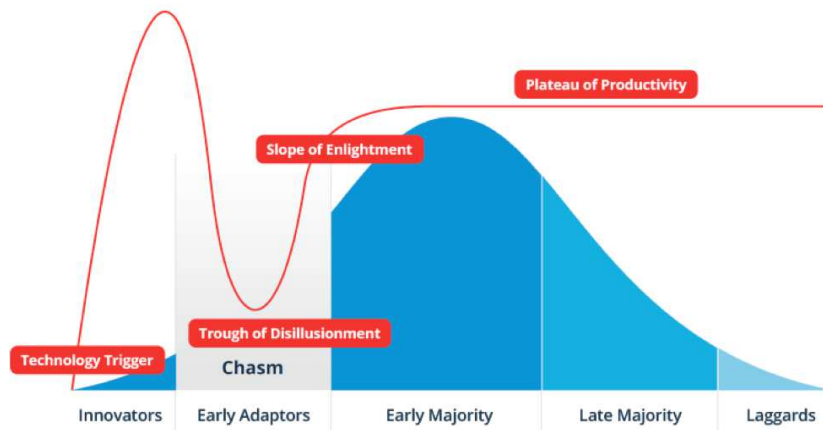 Plateau of Productivity
Slope of Enlightment
Trough of Disillusionment
Technology Trigger
Chasm
Innovators
Early Adaptors
Early Majority
Late Majority
Laggards